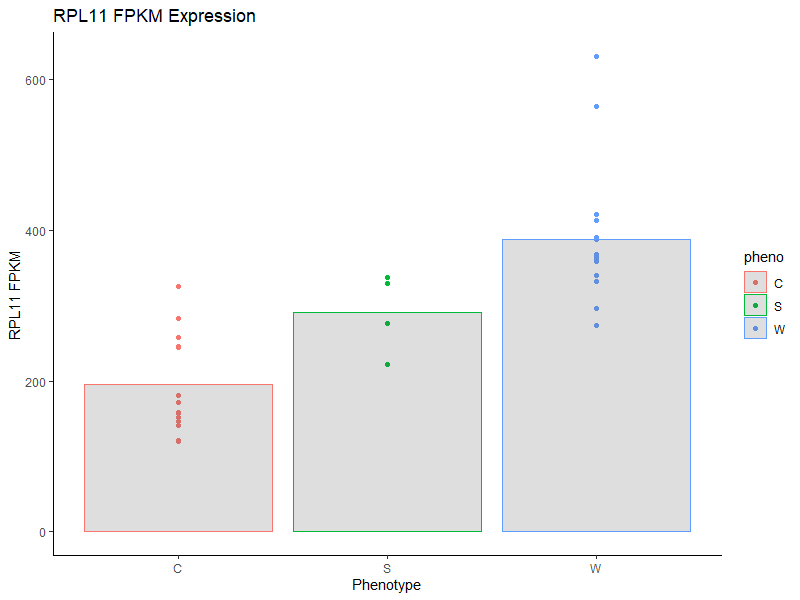 RPL11 FPKM Expression
600
400
200
0
RPL11 FPKM
C
S
W
Phenotype
pheno
C
S
W